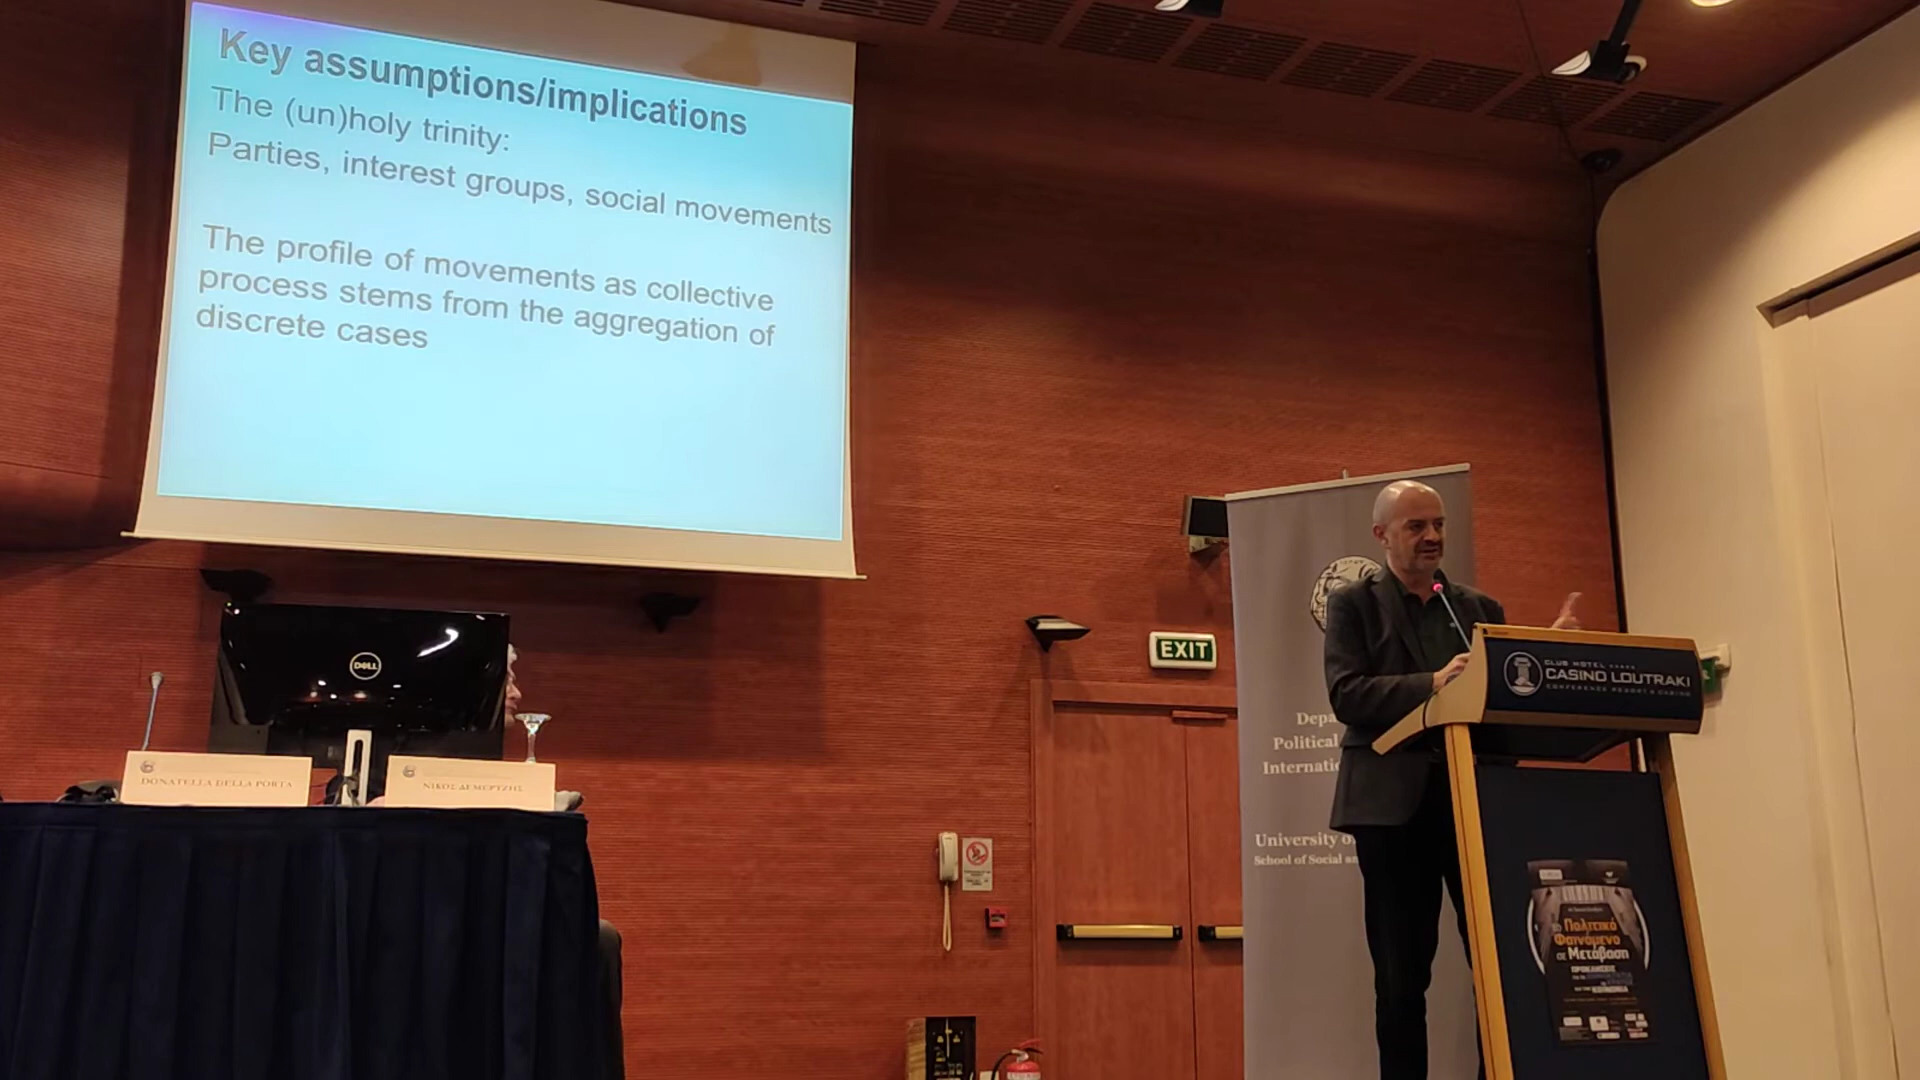 Key assumptions/implications
The (un)holy trinity:
Parties, interest groups, social movements
The profile of movements as collective
process stems from the aggregation of
discrete cases
DELL
DONATELLA DELLA PORTA
ΝΙΚΟΣ ΔΕΜΕΡΤΖΗΣ
EXIT
Political
University
School of Social
CLUB HOTEL
CASINO LOUTRAKI
CONFERENCE RESORT & CASINO
Το Πολιτικό
Φαινόμενο
σε Μετάβαση
ΠΡΟΚΛΗΣΕΙΣ